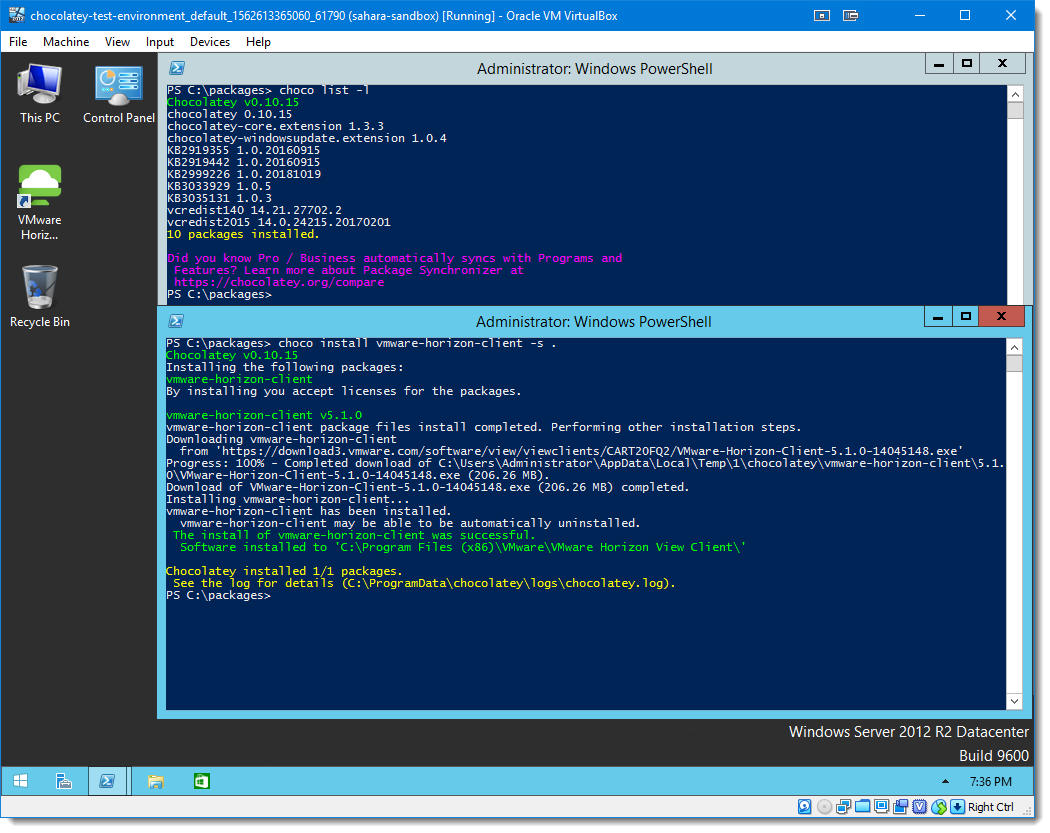 chocolatey-test-environment_default_1562613365060_61790 (sahara-sandbox) [Running] - Oracle VM VirtualBox
File Machine View Input Devices Help
This PC
Control Panel
VMware
Horiz...
Recycle Bin
Administrator: Windows PowerShell
PS C:\packages> choco list -l
Chocolatey v0.10.15
chocolatey 0.10.15
chocolatey-core.extension 1.3.3
chocolatey-windowsupdate.extension 1.0.4
KB2919355 1.0.20160915
KB2919442 1.0.20160915
KB2999226 1.0.20181019
KB3033929 1.0.5
KB3035131 1.0.3
vcredist140 14.21.27702.2
vcredist2015 14.0.24215.20170201
10 packages installed.
Did you know Pro / Business automatically syncs with Programs and
Features? Learn more about Package Synchronizer at
https://chocolatey.org/compare
PS C:\packages>
Administrator: Windows PowerShell
PS C:\packages> choco install vmware-horizon-client -s .
Chocolatey v0.10.15
Installing the following packages:
vmware-horizon-client
By installing you accept licenses for the packages.
vmware-horizon-client v5.1.0
vmware-horizon-client package files install completed. Performing other installation steps.
Downloading vmware-horizon-client
from 'https://download3.vmware.com/software/view/viewclients/CART20FQ2/VMware-Horizon-Client-5.1.0-14045148.exe'
Progress: 100% - Completed download of C:\Users\Administrator\AppData\Local\Temp\1\chocolatey\vmware-horizon-client\5.1.
0\VMware-Horizon-Client-5.1.0-14045148.exe (206.26 MB).
Download of VMware-Horizon-Client-5.1.0-14045148.exe (206.26 MB) completed.
Installing vmware-horizon-client...
vmware-horizon-client has been installed.
vmware-horizon-client may be able to be automatically uninstalled.
The install of vmware-horizon-client was successful.
Software installed to 'C:\Program Files (x86)\VMware\VMware Horizon View Client\'
Chocolatey installed 1/1 packages.
See the log for details (C:\ProgramData\chocolatey\logs\chocolatey.log).
PS C:\packages>
Windows Server 2012 R2 Datacenter
Build 9600
7:36 PM
Right Ctrl